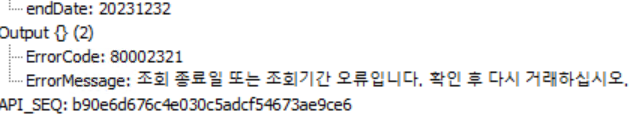 endDate: 20231232
Output {} (2)
ErrorCode: 80002321
ErrorMessage: 조회 종료일 또는 조회기간 오류입니다. 확인 후 다시 거래하십시오.
API_SEQ: b90e6d676c4e030c5adcf54673ae9ce6